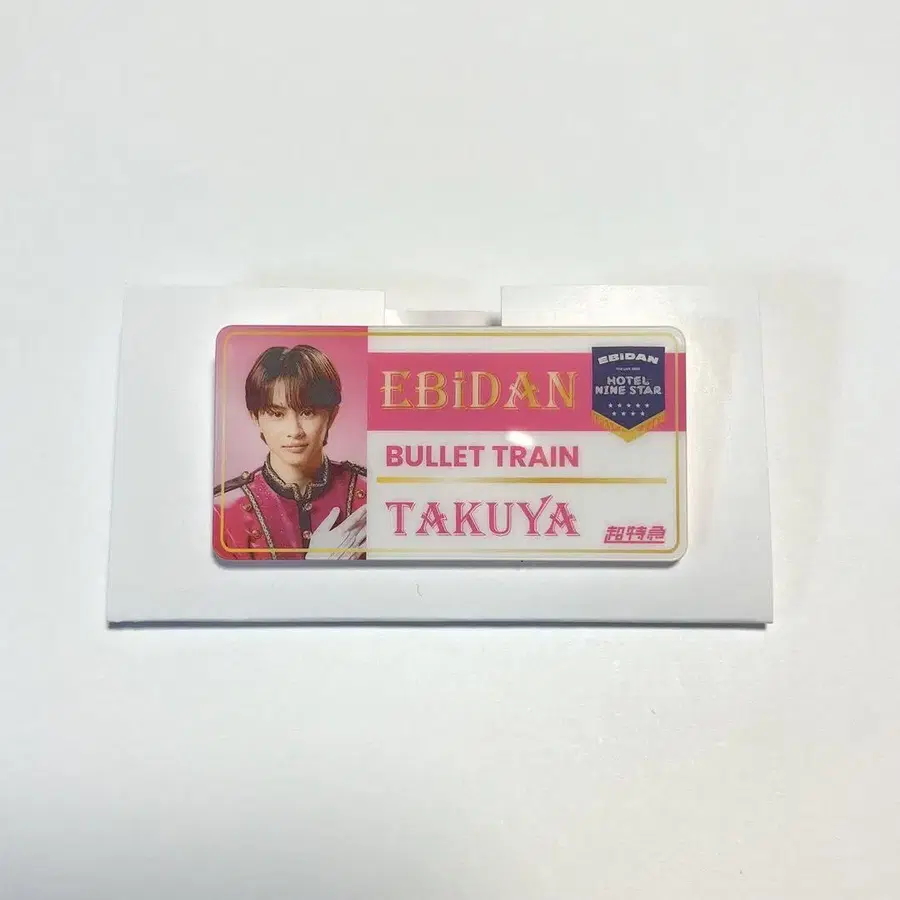 EBiDAN
BULLET TRAIN
TAKUYA
EBiDAN
HOTEL
NINE STAR
超特急